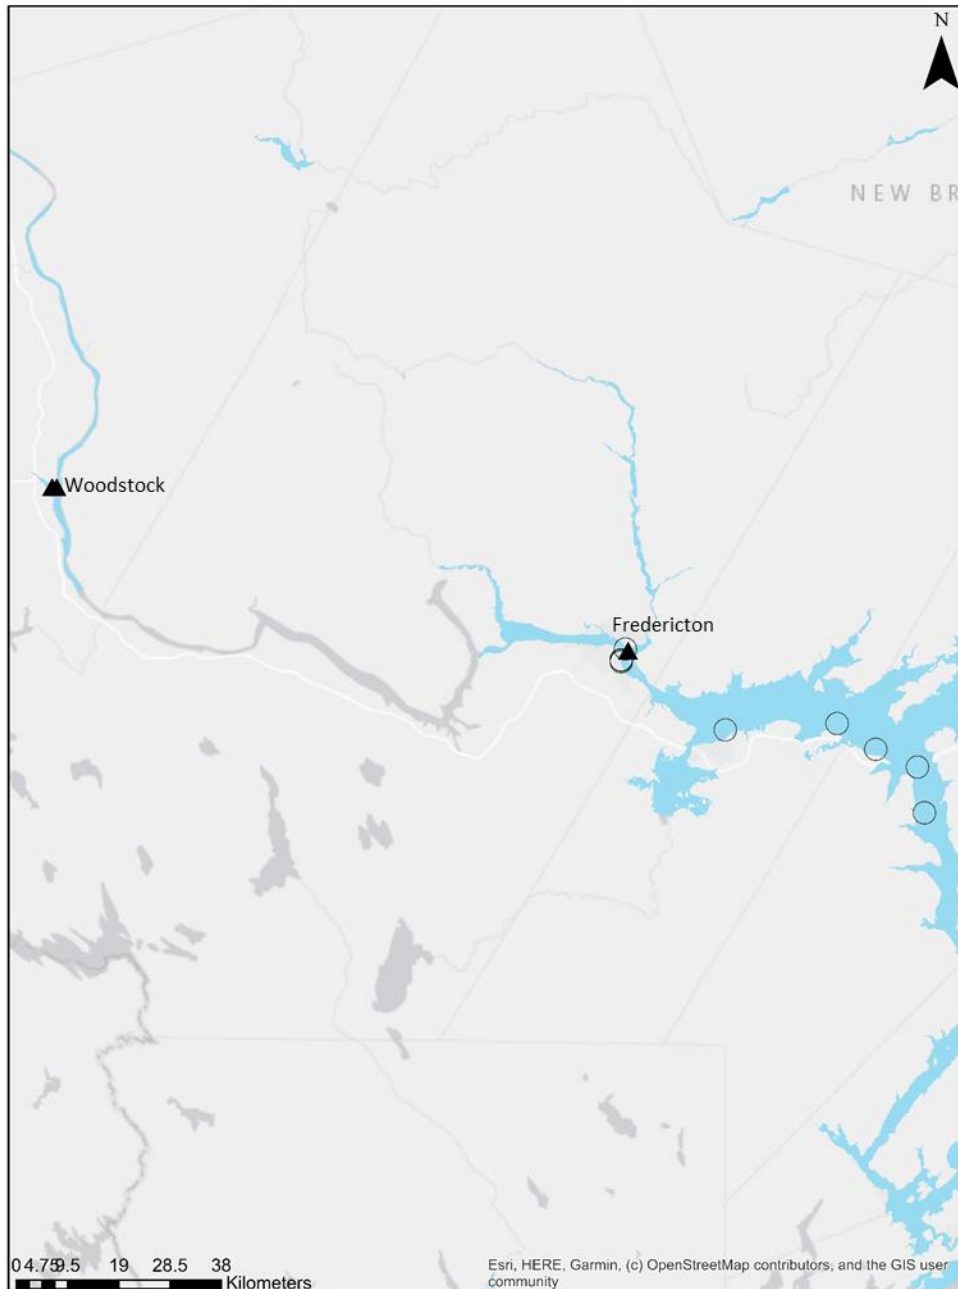 N
NEW BR
Woodstock
Fredericton
0 4.75 9.5 19 28.5 38
Kilometers
Esri, HERE, Garmin, (c) OpenStreetMap contributors, and the GIS user
community